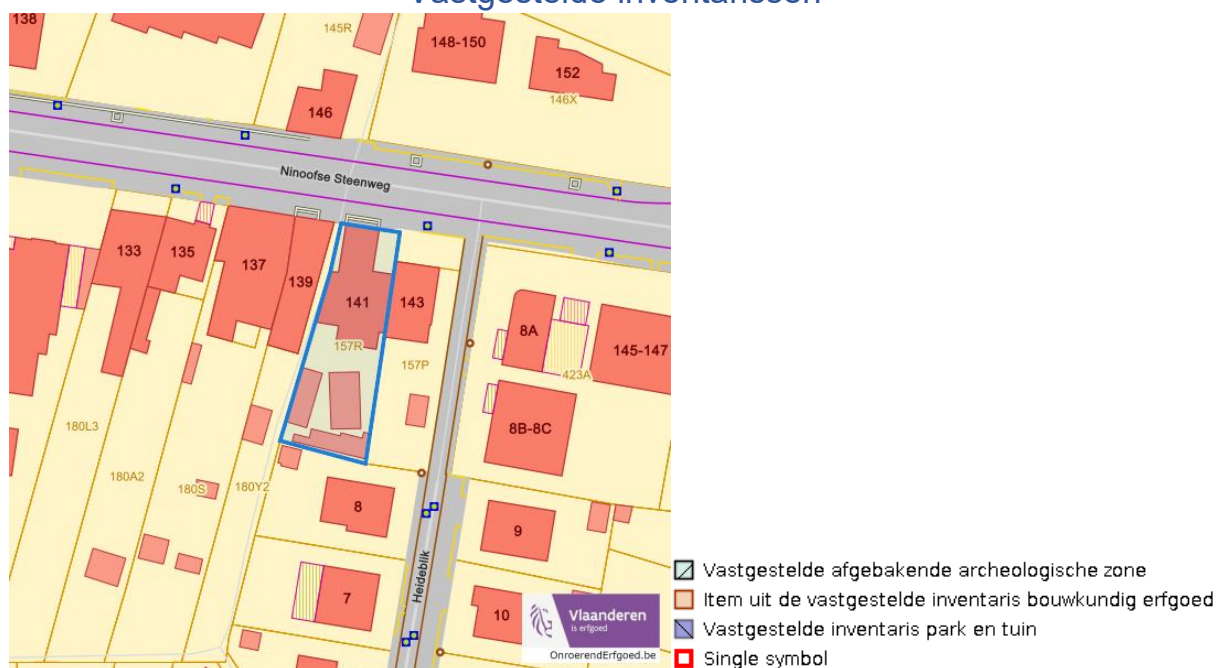 Vastgestelde inventarissen
138
145R
148-150
152
146X
146
Ninoofse Steenweg
133
135
137
139
141
143
157R
157P
8A
145-147
423A
8B-8C
180L3
180A2
180S
180Y2
8
9
Heideblik
7
10
Vlaanderen
is erfgoed
OnroerendErfgoed.be
Vastgestelde afgebakende archeologische zone
Item uit de vastgestelde inventaris bouwkundig erfgoed
Vastgestelde inventaris park en tuin
Single symbol